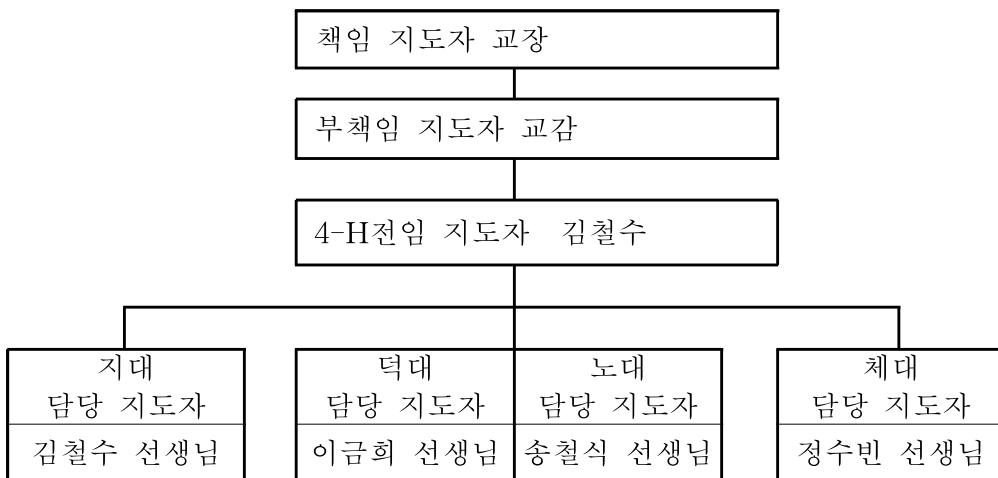 책임 지도자 교장
부책임 지도자 교감
4-H전임 지도자 김철수
지대
담당 지도자
김철수 선생님
덕대
담당 지도자
이금희 선생님
노대
담당 지도자
송철식 선생님
체대
담당 지도자
정수빈 선생님